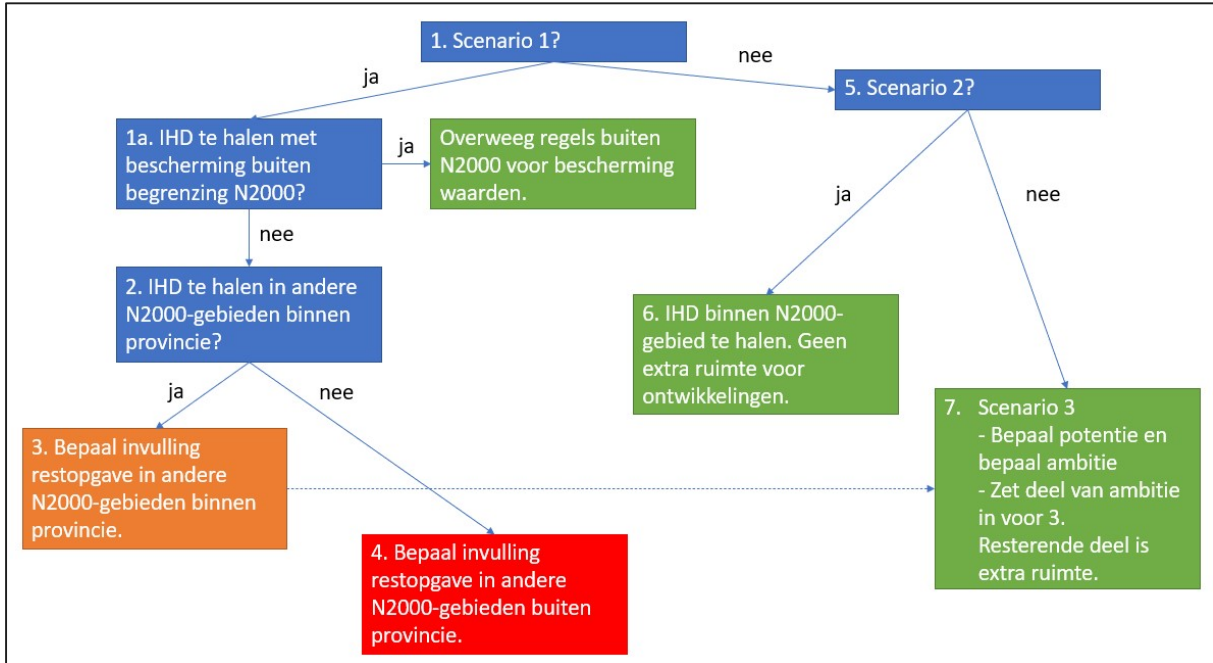 1. Scenario 1?
ja
nee
5. Scenario 2?
1a. IHD te halen met
bescherming buiten
begrenzing N2000?
ja
Overweeg regels buiten
N2000 voor bescherming
waarden.
nee
ja
nee
2. IHD te halen in andere
N2000-gebieden binnen
provincie?
6. IHD binnen N2000-
gebied te halen. Geen
extra ruimte voor
ontwikkelingen.
ja
nee
3. Bepaal invulling
restopgave in andere
N2000-gebieden binnen
provincie.
7. Scenario 3
- Bepaal potentie en
bepaal ambitie
- Zet deel van ambitie
in voor 3.
Resterende deel is
extra ruimte.
4. Bepaal invulling
restopgave in andere
N2000-gebieden buiten
provincie.